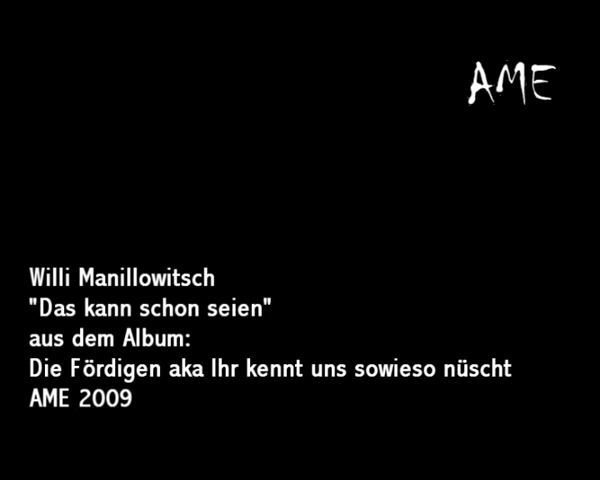 AME
Willi Manillowitsch
"Das kann schon seien"
aus dem Album:
Die Fördigen aka Ihr kennt uns sowieso nüscht
AME 2009